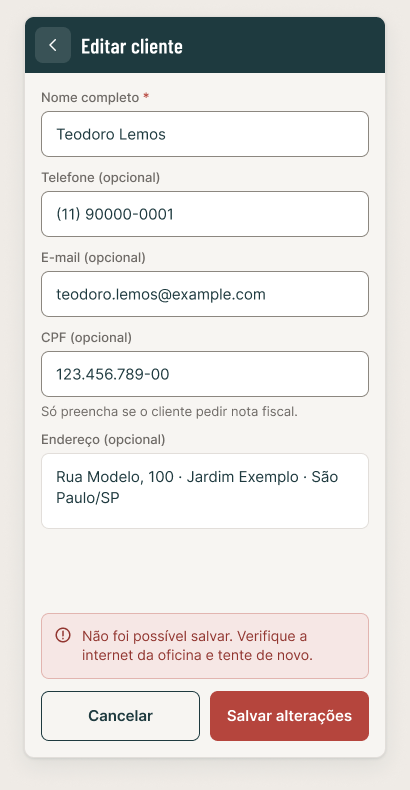 Editar cliente
Nome completo *
Teodoro Lemos
Telefone (opcional)
(11) 90000-0001
E-mail (opcional)
teodoro.lemos@example.com
CPF (opcional)
123.456.789-00
Só preencha se o cliente pedir nota fiscal.
Endereço (opcional)
Rua Modelo, 100 · Jardim Exemplo · São
Paulo/SP
Não foi possível salvar. Verifique a
internet da oficina e tente de novo.
Cancelar
Salvar alterações